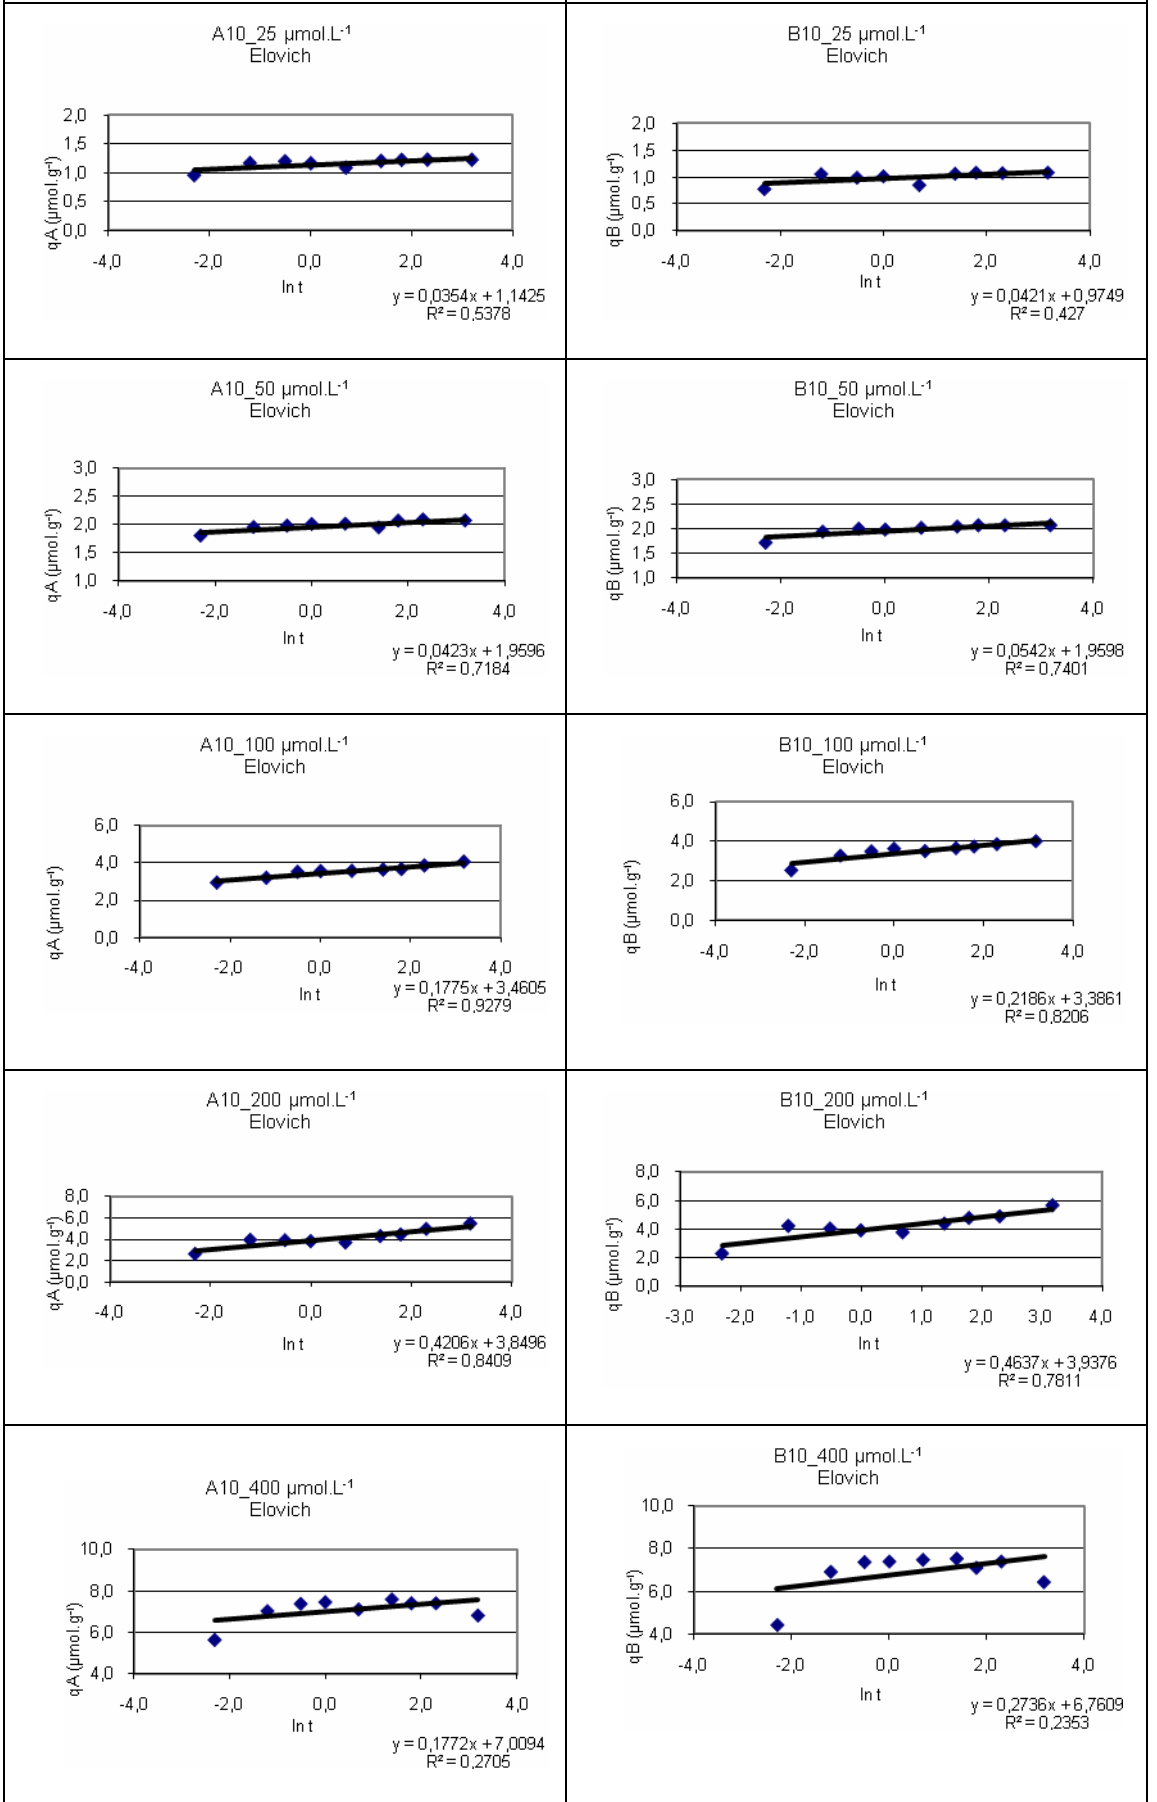 A10_25 µmol.L⁻¹
Elovich
2,0
1,5
1,0
0,5
0,0
qA (µmol.g⁻¹)
-4,0 -2,0 0,0 2,0 4,0
ln t
y = 0,0354x + 1,1425
R² = 0,5378
B10_25 µmol.L⁻¹
Elovich
2,0
1,5
1,0
0,5
0,0
qB (µmol.g⁻¹)
-4,0 -2,0 0,0 2,0 4,0
ln t
y = 0,0421x + 0,9749
R² = 0,427
A10_50 µmol.L⁻¹
Elovich
3,0
2,5
2,0
1,5
1,0
qA (µmol.g⁻¹)
-4,0 -2,0 0,0 2,0 4,0
ln t
y = 0,0423x + 1,9596
R² = 0,7184
B10_50 µmol.L⁻¹
Elovich
3,0
2,5
2,0
1,5
1,0
qB (µmol.g⁻¹)
-4,0 -2,0 0,0 2,0 4,0
ln t
y = 0,0542x + 1,9598
R² = 0,7401
A10_100 µmol.L⁻¹
Elovich
6,0
4,0
2,0
0,0
qA (µmol.g⁻¹)
-4,0 -2,0 0,0 2,0 4,0
ln t
y = 0,1775x + 3,4605
R² = 0,9279
B10_100 µmol.L⁻¹
Elovich
6,0
4,0
2,0
0,0
qB (µmol.g⁻¹)
-4,0 -2,0 0,0 2,0 4,0
ln t
y = 0,2186x + 3,3861
R² = 0,8206
A10_200 µmol.L⁻¹
Elovich
8,0
6,0
4,0
2,0
0,0
qA (µmol.g⁻¹)
-4,0 -2,0 0,0 2,0 4,0
ln t
y = 0,4206x + 3,8496
R² = 0,8409
B10_200 µmol.L⁻¹
Elovich
8,0
6,0
4,0
2,0
0,0
qB (µmol.g⁻¹)
-3,0 -2,0 -1,0 0,0 1,0 2,0 3,0 4,0
ln t
y = 0,4637x + 3,9376
R² = 0,7811
A10_400 µmol.L⁻¹
Elovich
10,0
8,0
6,0
4,0
qA (µmol.g⁻¹)
-4,0 -2,0 0,0 2,0 4,0
ln t
y = 0,1772x + 7,0094
R² = 0,2705
B10_400 µmol.L⁻¹
Elovich
10,0
8,0
6,0
4,0
qB (µmol.g⁻¹)
-4,0 -2,0 0,0 2,0 4,0
ln t
y = 0,2736x + 6,7609
R² = 0,2353